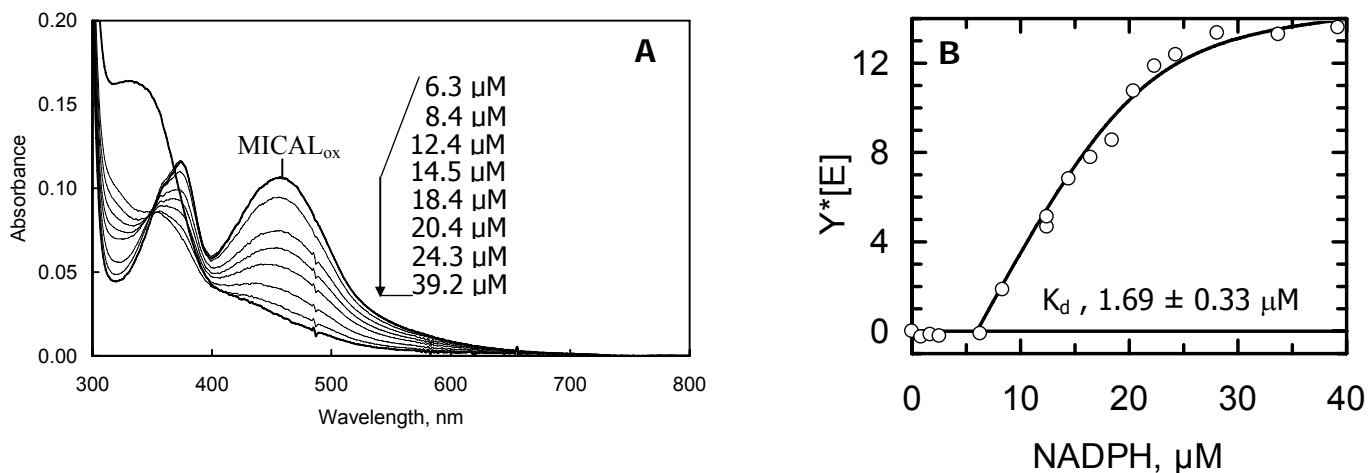 A
0.20
0.15
0.10
0.05
0.00
Absorbance
300
400
500
600
700
800
Wavelength, nm
MICALox
6.3 µM
8.4 µM
12.4 µM
14.5 µM
18.4 µM
20.4 µM
24.3 µM
39.2 µM
B
12
8
4
0
Y*[E]
Kd , 1.69 ± 0.33 µM
0
10
20
30
40
NADPH, µM